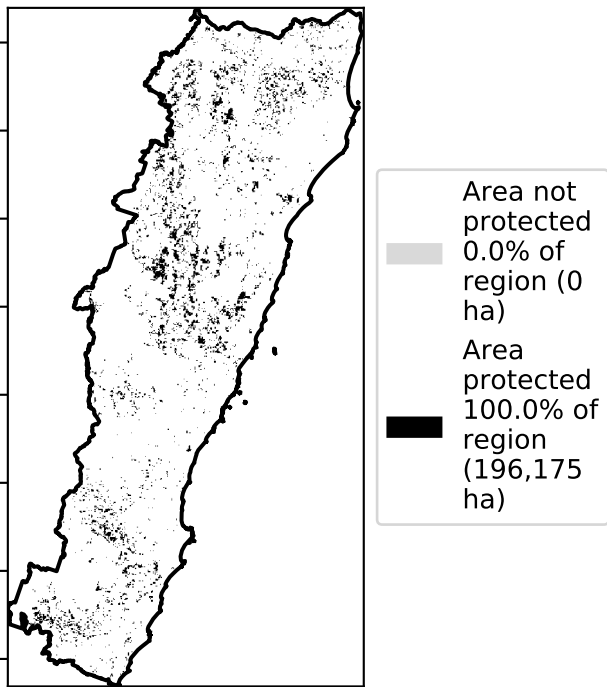 Area not
protected
0.0% of
region (0
ha)
Area
protected
100.0% of
region
(196,175
ha)